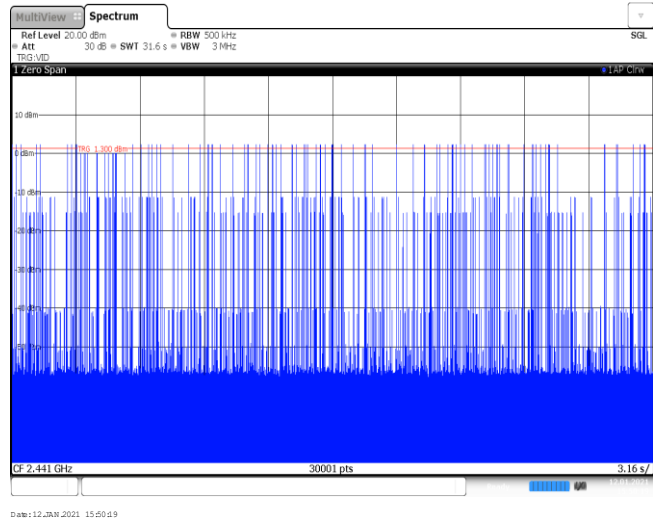 MultiView Spectrum
Ref Level 20.00 dBm RBW 500 kHz SGL
Att 30 dB SWT 31.6 s VBW 3 MHz
TRG:VID
1 Zero Span 1AP Clrw
10 dBm
TRG 1.300 dBm
0 dBm
-10 dBm
-20 dBm
-30 dBm
-40 dBm
CF 2.441 GHz 30001 pts 3.16 s/
12.01.2021
Date: 12.JAN.2021 15:50:19